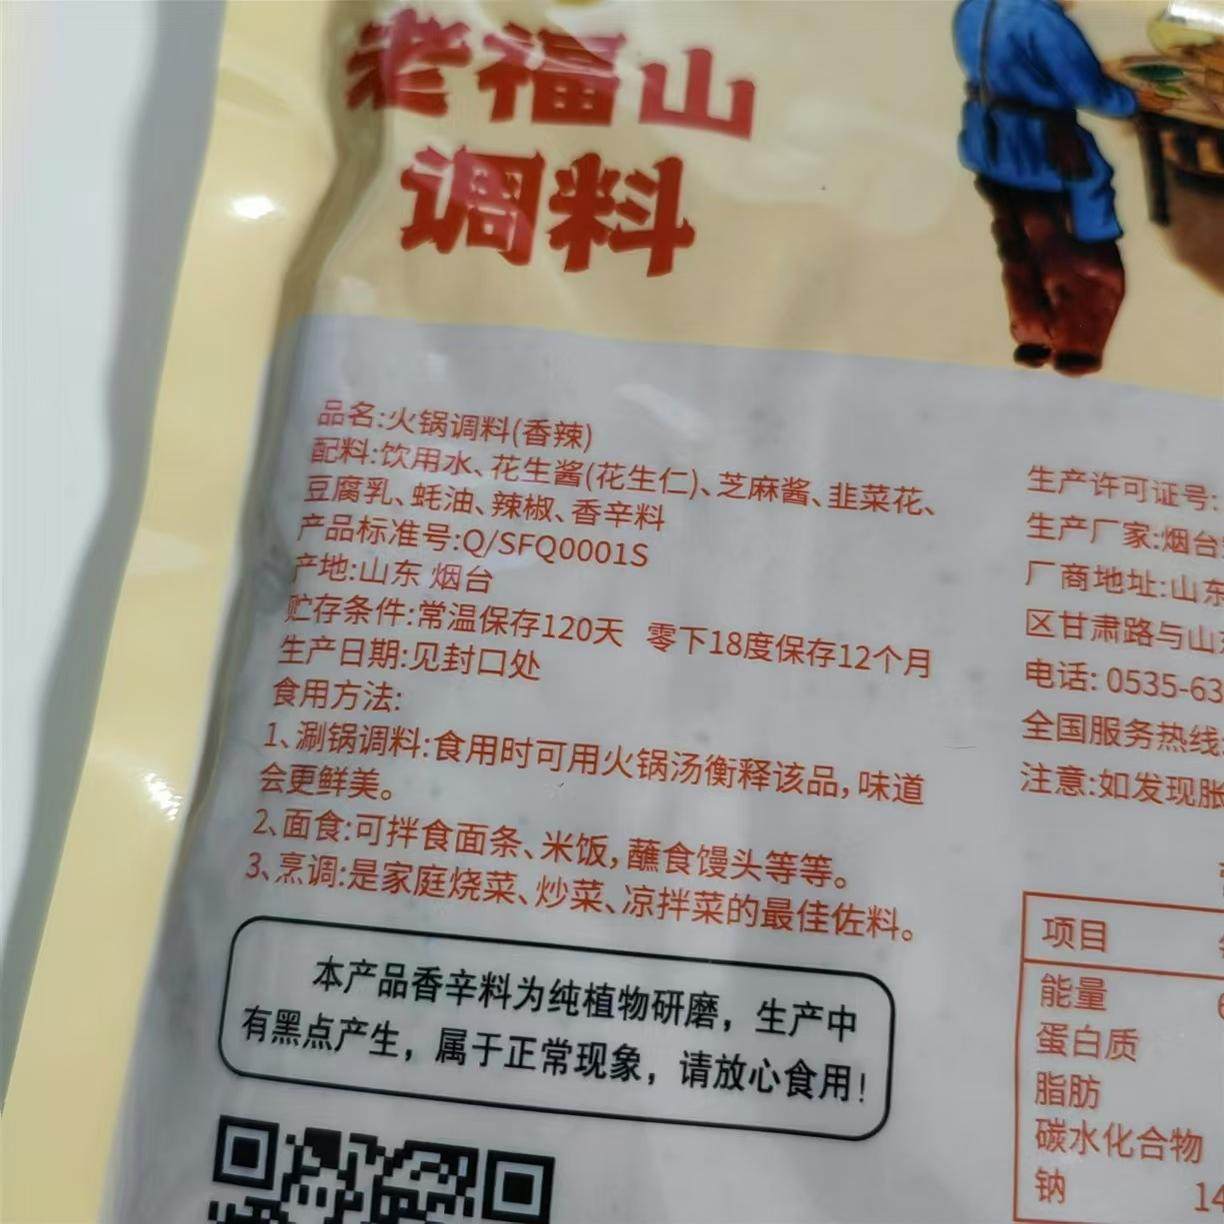 老福山
调料
品名:火锅调料(香辣)
配料:饮用水、花生酱(花生仁)、芝麻酱、韭菜花、
豆腐乳、蚝油、辣椒、香辛料
产品标准号:Q/SFQ0001S
产地:山东 烟台
贮存条件:常温保存120天 零下18度保存12个月
生产日期:见封口处
食用方法:
1、涮锅调料:食用时可用火锅汤衡释该品,味道
会更鲜美。
2、面食:可拌食面条、米饭,蘸食馒头等等。
3、烹调:是家庭烧菜、炒菜、凉拌菜的最佳佐料。
本产品香辛料为纯植物研磨，生产中
有黑点产生，属于正常现象，请放心食用!
生产许可证号:
生产厂家:烟台
厂商地址:山东
区甘肃路与山
电话: 0535-63
全国服务热线
注意:如发现胀
项目
能量
蛋白质
脂肪
碳水化合物
钠 14